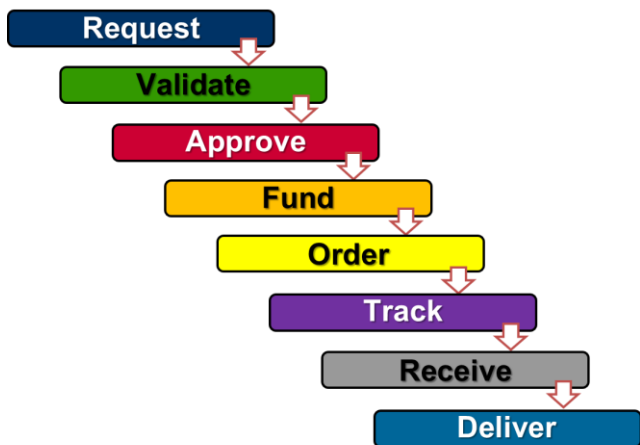 Request
Validate
Approve
Fund
Order
Track
Receive
Deliver